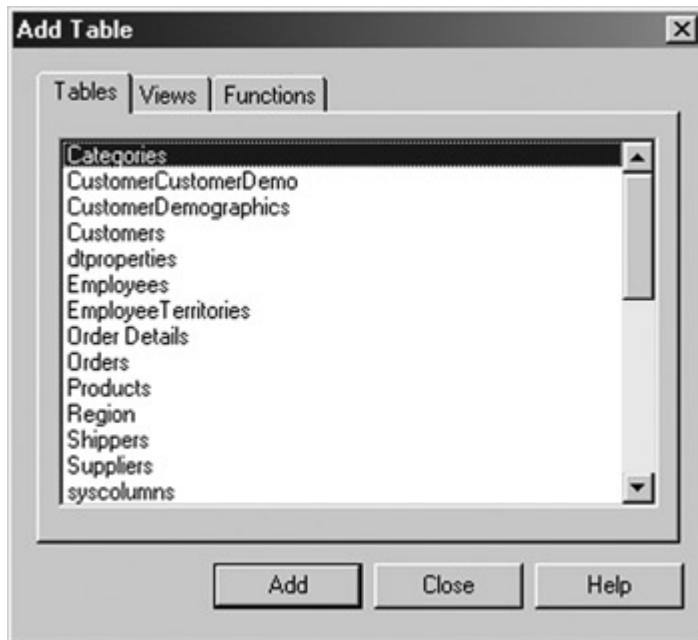 Add Table
Tables Views Functions
Categories
CustomerCustomerDemo
CustomerDemographics
Customers
dtproperties
Employees
EmployeeTerritories
Order Details
Orders
Products
Region
Shippers
Suppliers
syscolumns
Add Close Help